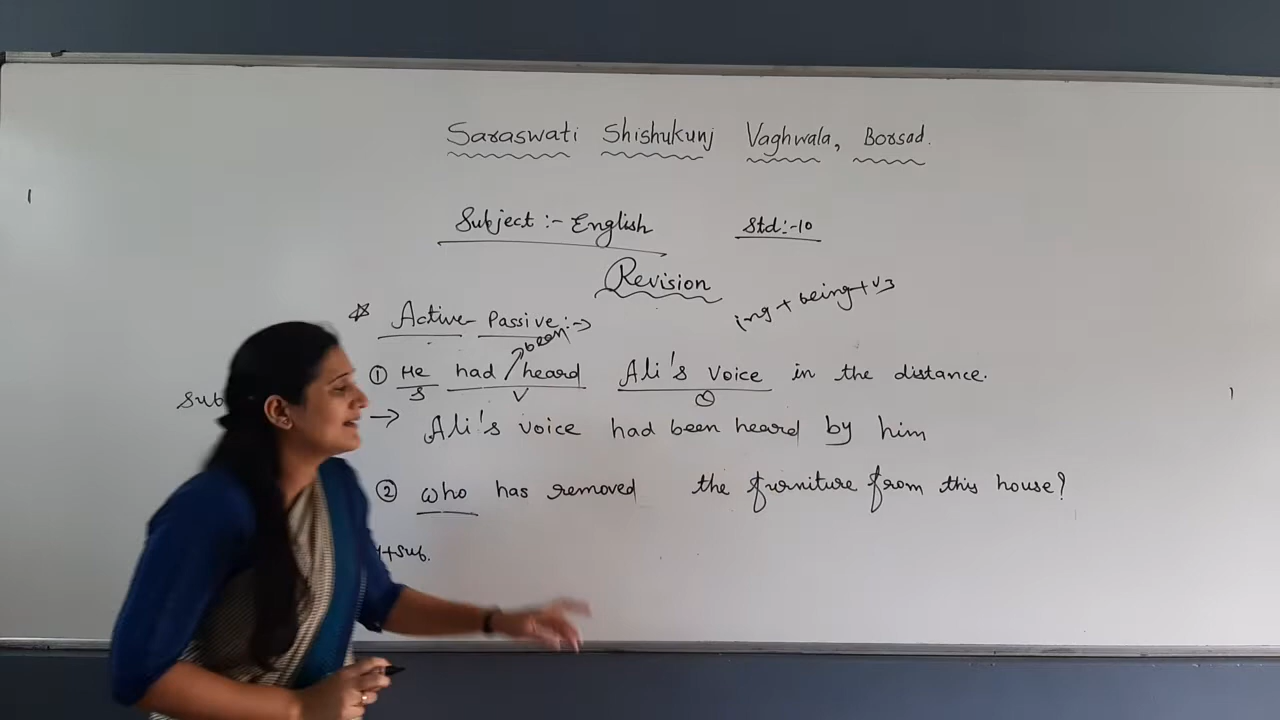 Saraswati Shishukunj Vaghwala, Borsad.
Subject :- English Std:-10
Revision
ing + being + V3
☆ Active Passive :->
been
① He had heard Ali's voice in the distance.
S V O
Sub
→ Ali's voice had been heard by him
② who has removed the furniture from this house?
+sub.